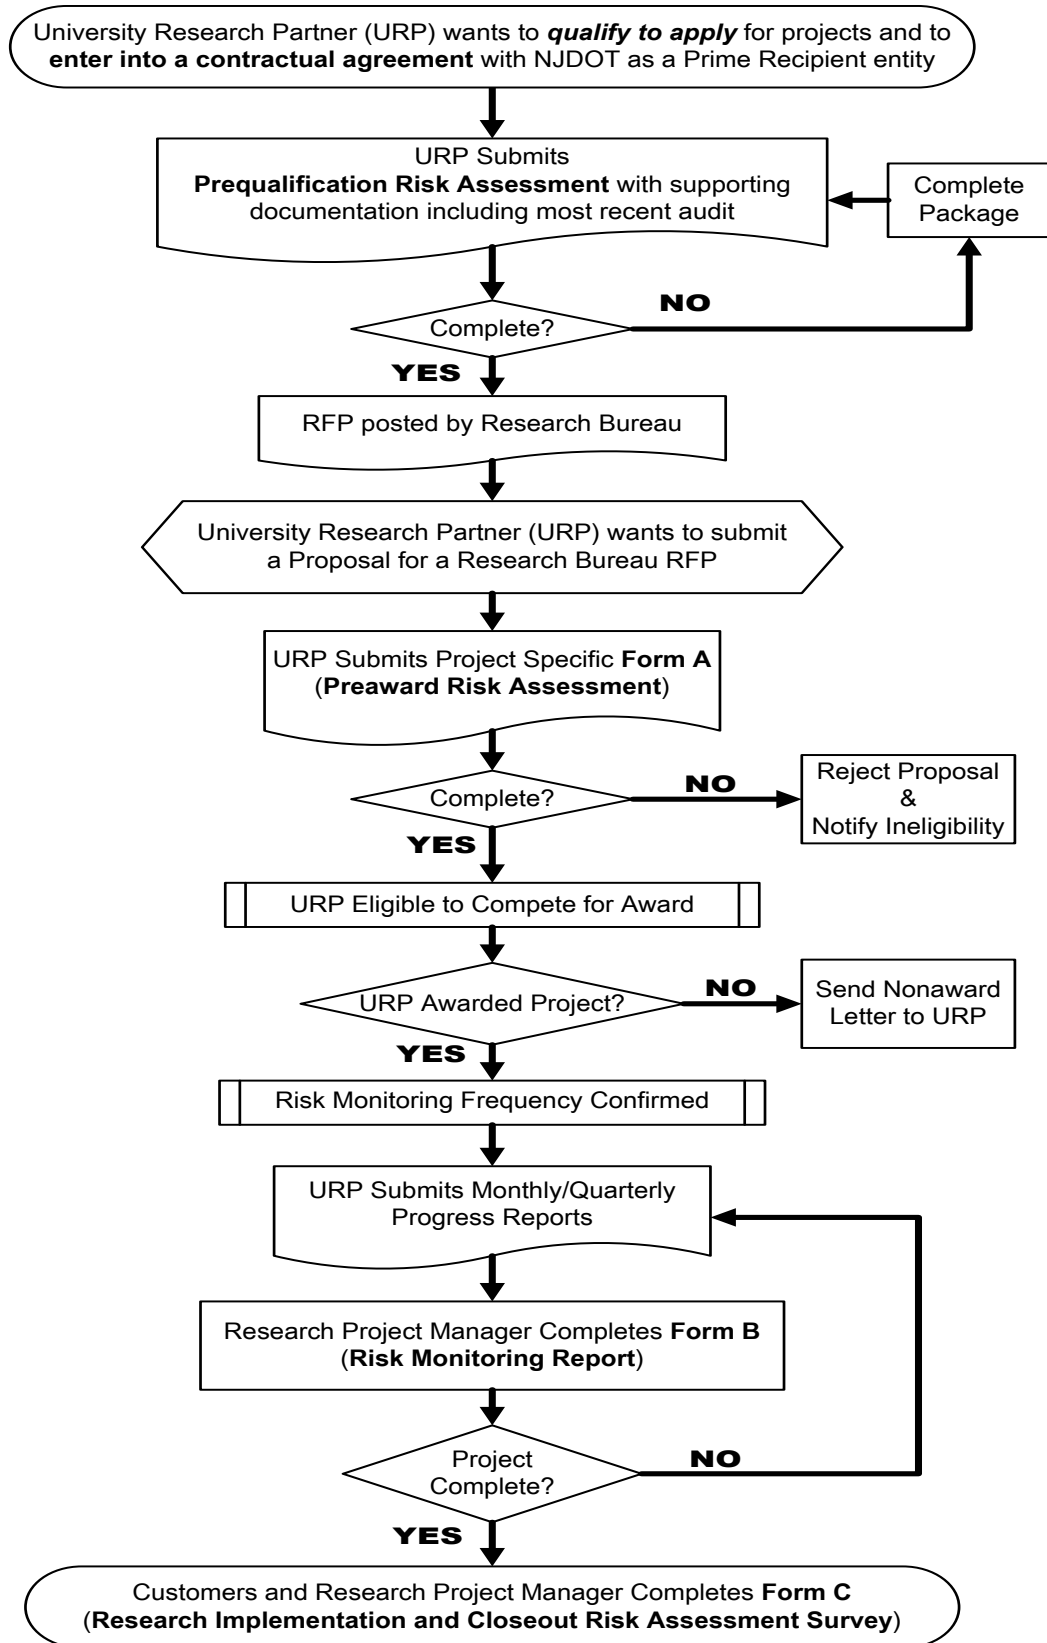 University Research Partner (URP) wants to qualify to apply for projects and to
enter into a contractual agreement with NJDOT as a Prime Recipient entity
URP Submits
Prequalification Risk Assessment with supporting
documentation including most recent audit
Complete
Package
Complete?
NO
YES
RFP posted by Research Bureau
University Research Partner (URP) wants to submit
a Proposal for a Research Bureau RFP
URP Submits Project Specific Form A
(Preaward Risk Assessment)
Complete?
NO
Reject Proposal
&
Notify Ineligibility
YES
URP Eligible to Compete for Award
URP Awarded Project?
NO
Send Nonaward
Letter to URP
YES
Risk Monitoring Frequency Confirmed
URP Submits Monthly/Quarterly
Progress Reports
Research Project Manager Completes Form B
(Risk Monitoring Report)
Project
Complete?
NO
YES
Customers and Research Project Manager Completes Form C
(Research Implementation and Closeout Risk Assessment Survey)